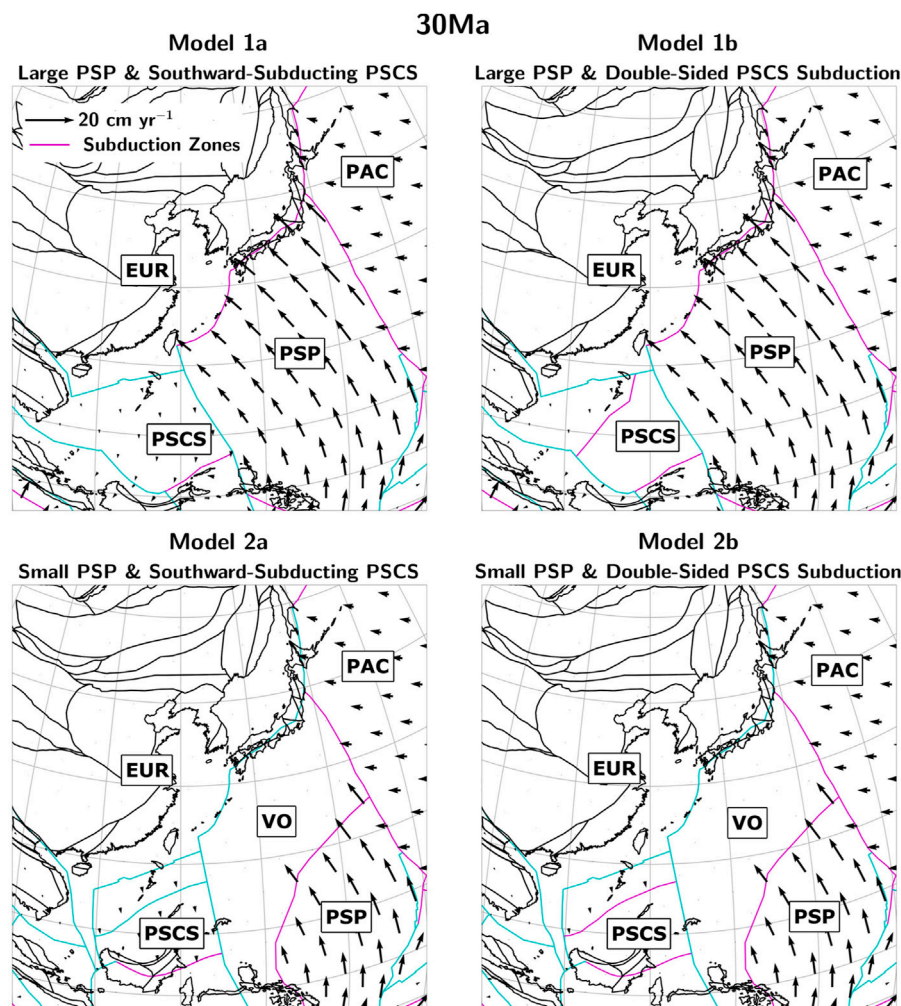 30Ma
Model 1a
Large PSP & Southward-Subducting PSCS
20 cm yr⁻¹
Subduction Zones
PAC
EUR
PSP
PSCS
Model 1b
Large PSP & Double-Sided PSCS Subduction
PAC
EUR
PSP
PSCS
Model 2a
Small PSP & Southward-Subducting PSCS
PAC
EUR
VO
PSP
PSCS
Model 2b
Small PSP & Double-Sided PSCS Subduction
PAC
EUR
VO
PSP
PSCS